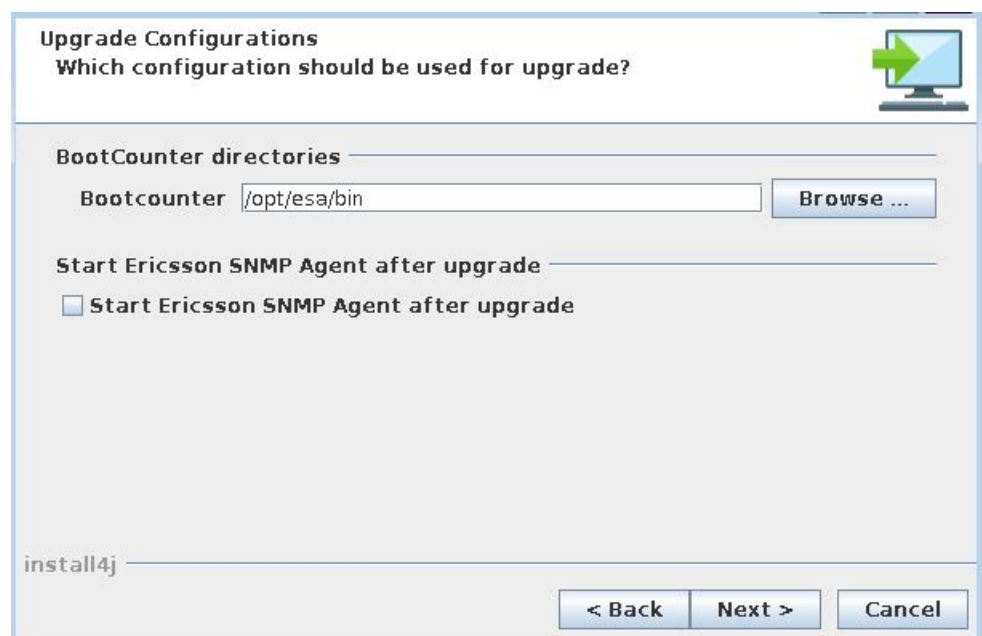 Upgrade Configurations
Which configuration should be used for upgrade?
BootCounter directories
Bootcounter /opt/esa/bin Browse ...
Start Ericsson SNMP Agent after upgrade
Start Ericsson SNMP Agent after upgrade
install4j
< Back Next > Cancel